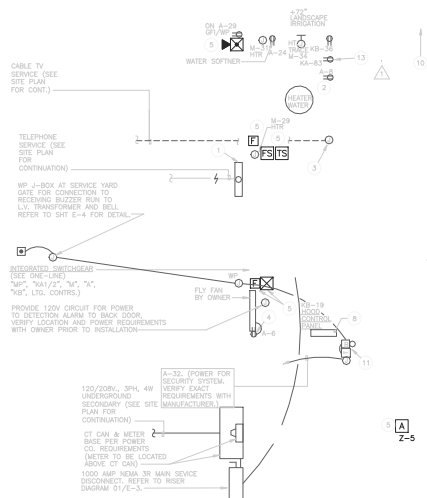 +72"
LANDSCAPE
IRRIGATION
ON A-29
GFI/WP
5
WATER SOFTNER
M-31
HTR
A-24
HT
TRACE
M-34
KB-36
KA-83
A-8
13
1
10
2
HEATER
WATER
CABLE TV
SERVICE (SEE
SITE PLAN
FOR CONT.)
M-29
HTR
5
5
F
FS TS
1
3
TELEPHONE
SERVICE (SEE
SITE PLAN
FOR
CONTINUATION)
WP J-BOX AT SERVICE YARD
GATE FOR CONNECTION TO
RECEIVING BUZZER RUN TO
L.V. TRANSFORMER AND BELL
REFER TO SHT E-4 FOR DETAIL
INTEGRATED SWITCHGEAR
(SEE ONE-LINE)
"MP", "KA1/2", "M", "A",
"KB", LTG. CONTRS,)
WP
F
FLY FAN
BY OWNER
5
4
A-6
KB-19
HOOD
CONTROL
PANEL
8
11
PROVIDE 120V CIRCUIT FOR POWER
TO DETECTION ALARM TO BACK DOOR;
VERIFY LOCATION AND POWER REQUIREMENTS
WITH OWNER PRIOR TO INSTALLATION
A-32. (POWER FOR
SECURITY SYSTEM.
VERIFY EXACT
REQUIREMENTS WITH
MANUFACTURER.)
120/208V., 3PH, 4W
UNDERGROUND
SECONDARY (SEE SITE
PLAN FOR
CONTINUATION)
CT CAN & METER
BASE PER POWER
CO. REQUIREMENTS
(METER TO BE LOCATED
ABOVE CT CAN)
1000 AMP NEMA 3R MAIN SEVICE
DISCONNECT. REFER TO RISER
DIAGRAM 01/E-3.
5 A
Z-5